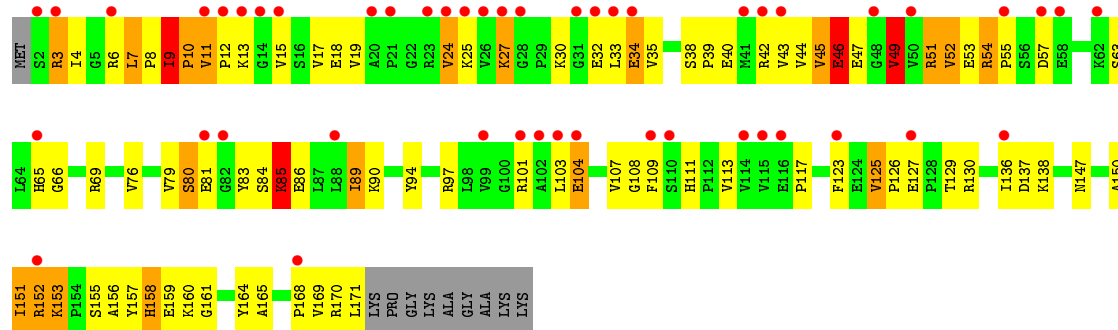 MET S2 R3 I4 G5 R6 L7 P8 I9 P10 V11 P12 K13 G14 V15 S16 V17 E18 V19 A20 P21 G22 R23 V24 K25 V26 K27 G28 P29 K30 G31 E32 L33 E34 V35 S38 P39 E40 M41 R42 V43 V44 V45 E46 E47 G48 V49 V50 R51 V52 E53 R54 P55 S56 D57 E58 K62 S63
L64 H65 G66 R69 V76 V79 S80 E81 G82 Y83 S84 K85 E86 L87 L88 I89 K90 Y94 R97 L98 V99 G100 R101 A102 L103 E104 V107 G108 F109 S110 H111 P112 V113 V114 V115 E116 P117 F123 E124 V125 P126 E127 P128 T129 R130 I136 D137 K138 N147 A150
I151 R152 K153 P154 S155 A156 Y157 H158 E159 K160 G161 Y164 A165 P168 V169 R170 L171 LYS PRO GLY LYS ALA GLY ALA LYS LYS